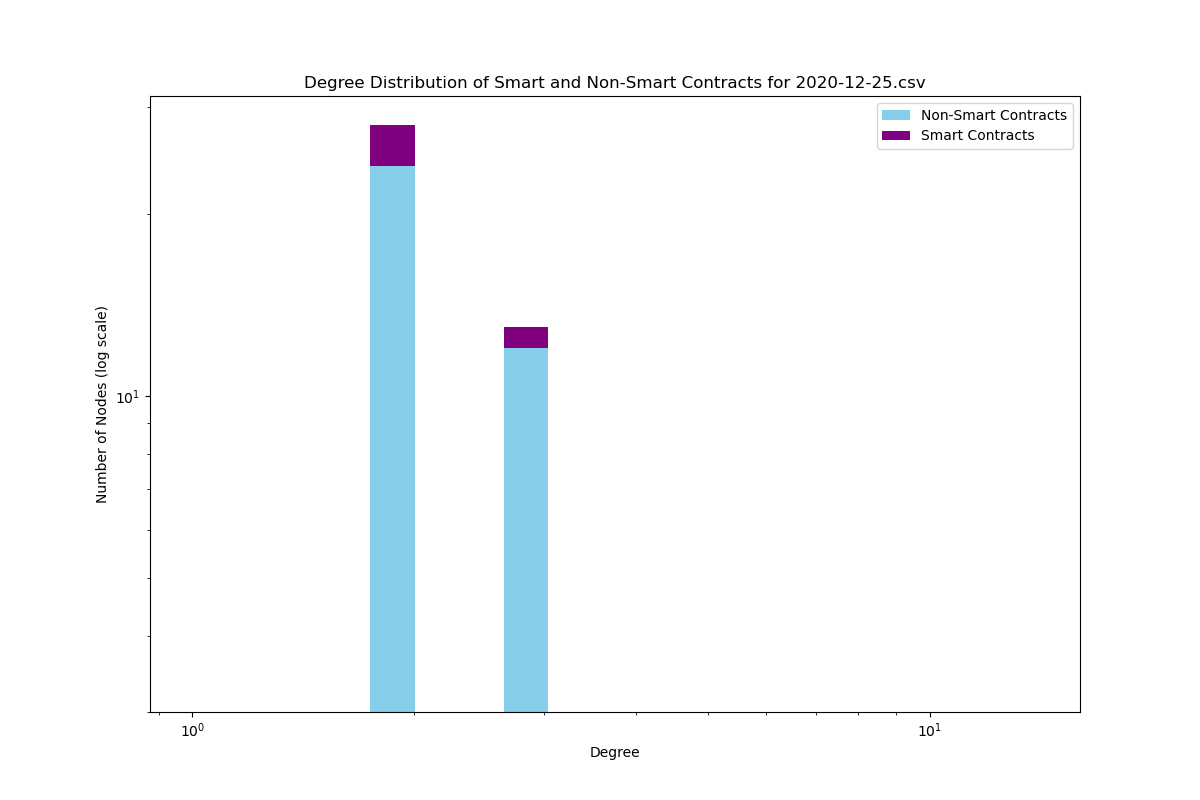 Degree Distribution of Smart and Non-Smart Contracts for 2020-12-25.csv
Non-Smart Contracts
Smart Contracts
Number of Nodes (log scale)
10¹
10⁰ 10¹
Degree